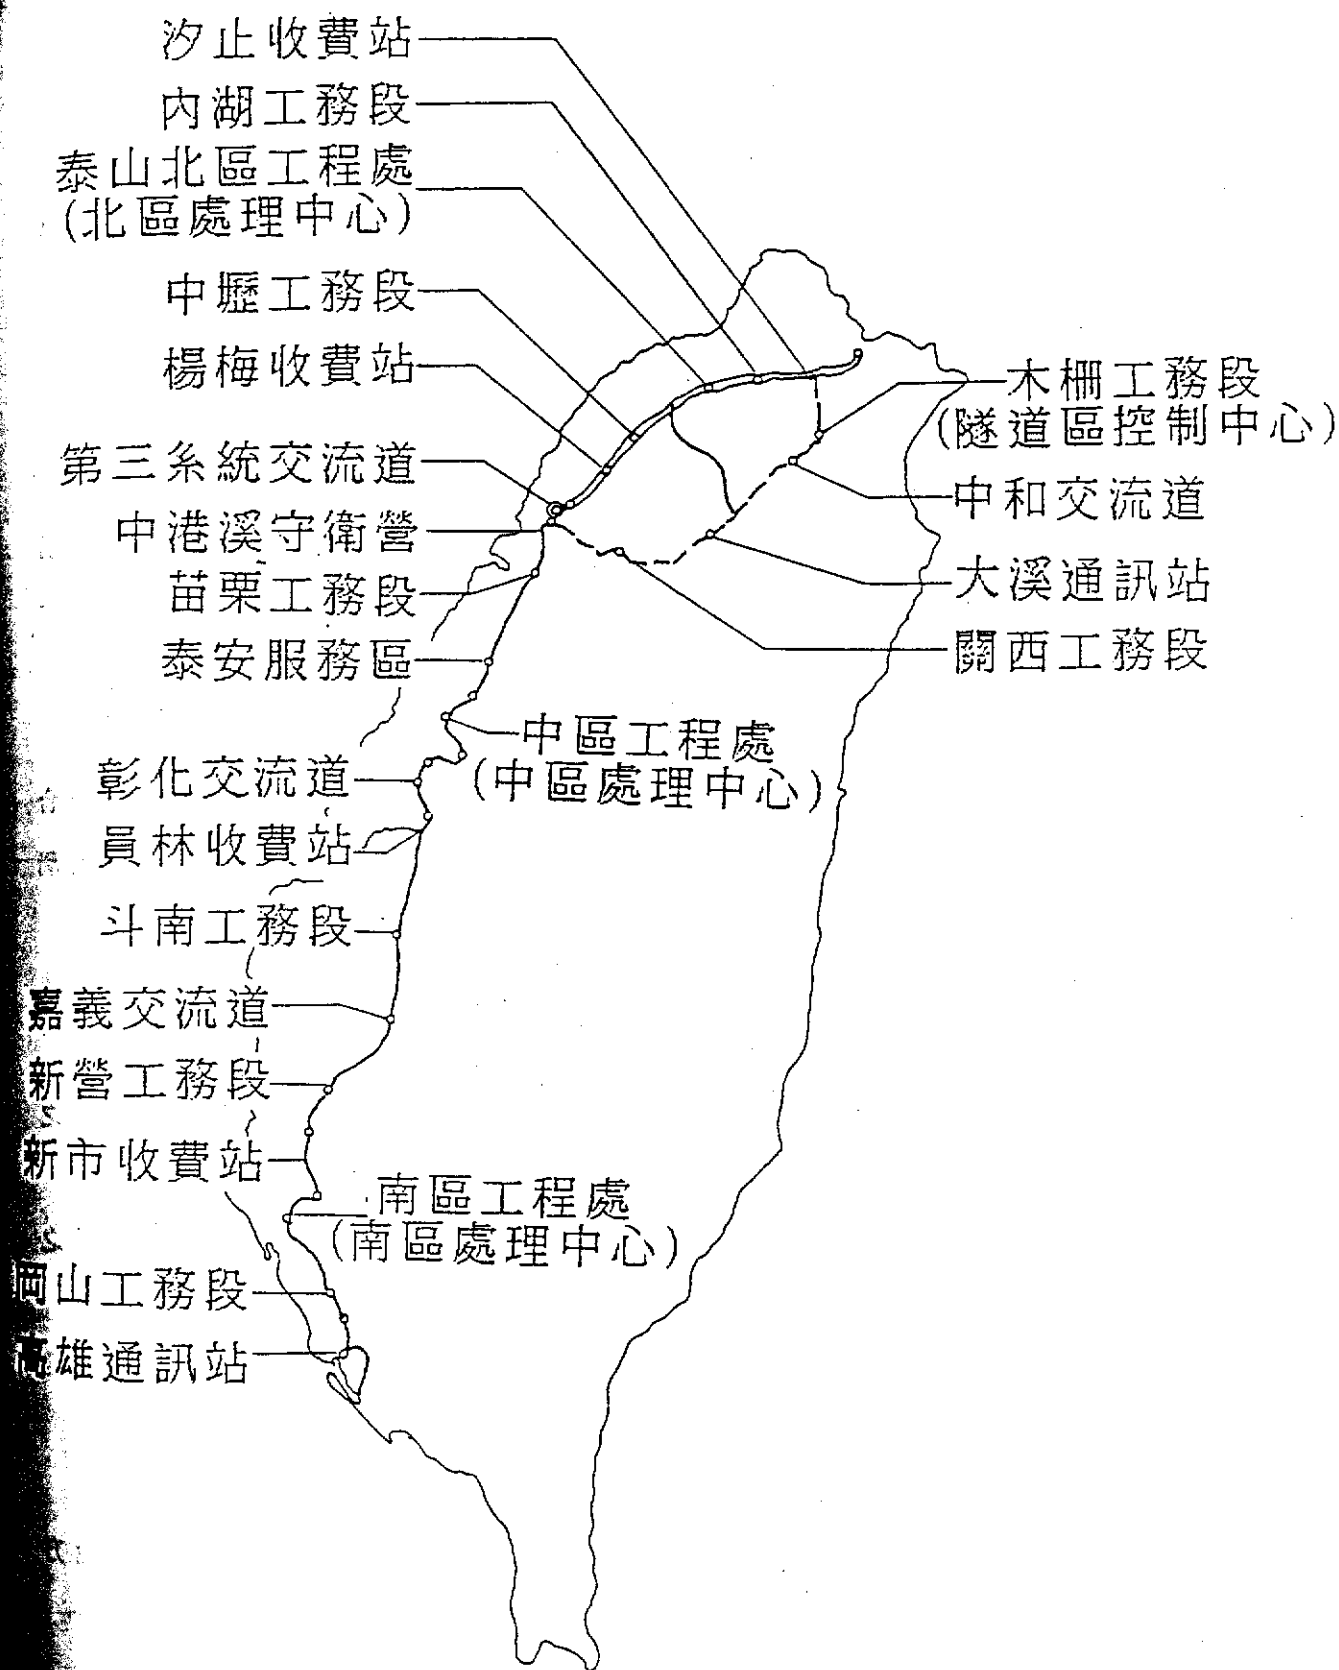 汐止收費站
內湖工務段
泰山北區工程處
(北區處理中心)
中壢工務段
楊梅收費站
第三系統交流道
中港溪守衛營
苗栗工務段
泰安服務區
彰化交流道
員林收費站
斗南工務段
嘉義交流道
新營工務段
新市收費站
岡山工務段
高雄通訊站
木柵工務段
(隧道區控制中心)
中和交流道
大溪通訊站
關西工務段
中區工程處
(中區處理中心)
南區工程處
(南區處理中心)